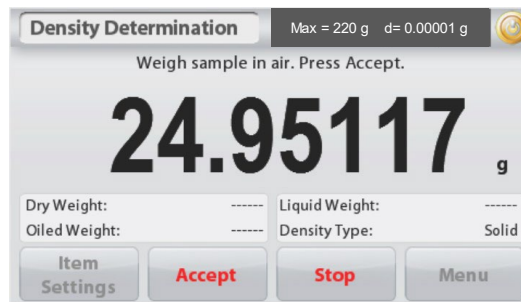 Density Determination Max = 220 g d= 0.00001 g
Weigh sample in air. Press Accept.
24.95117 g
Dry Weight: ------ Liquid Weight: ------
Oiled Weight: ------ Density Type: Solid
Item Settings Accept Stop Menu